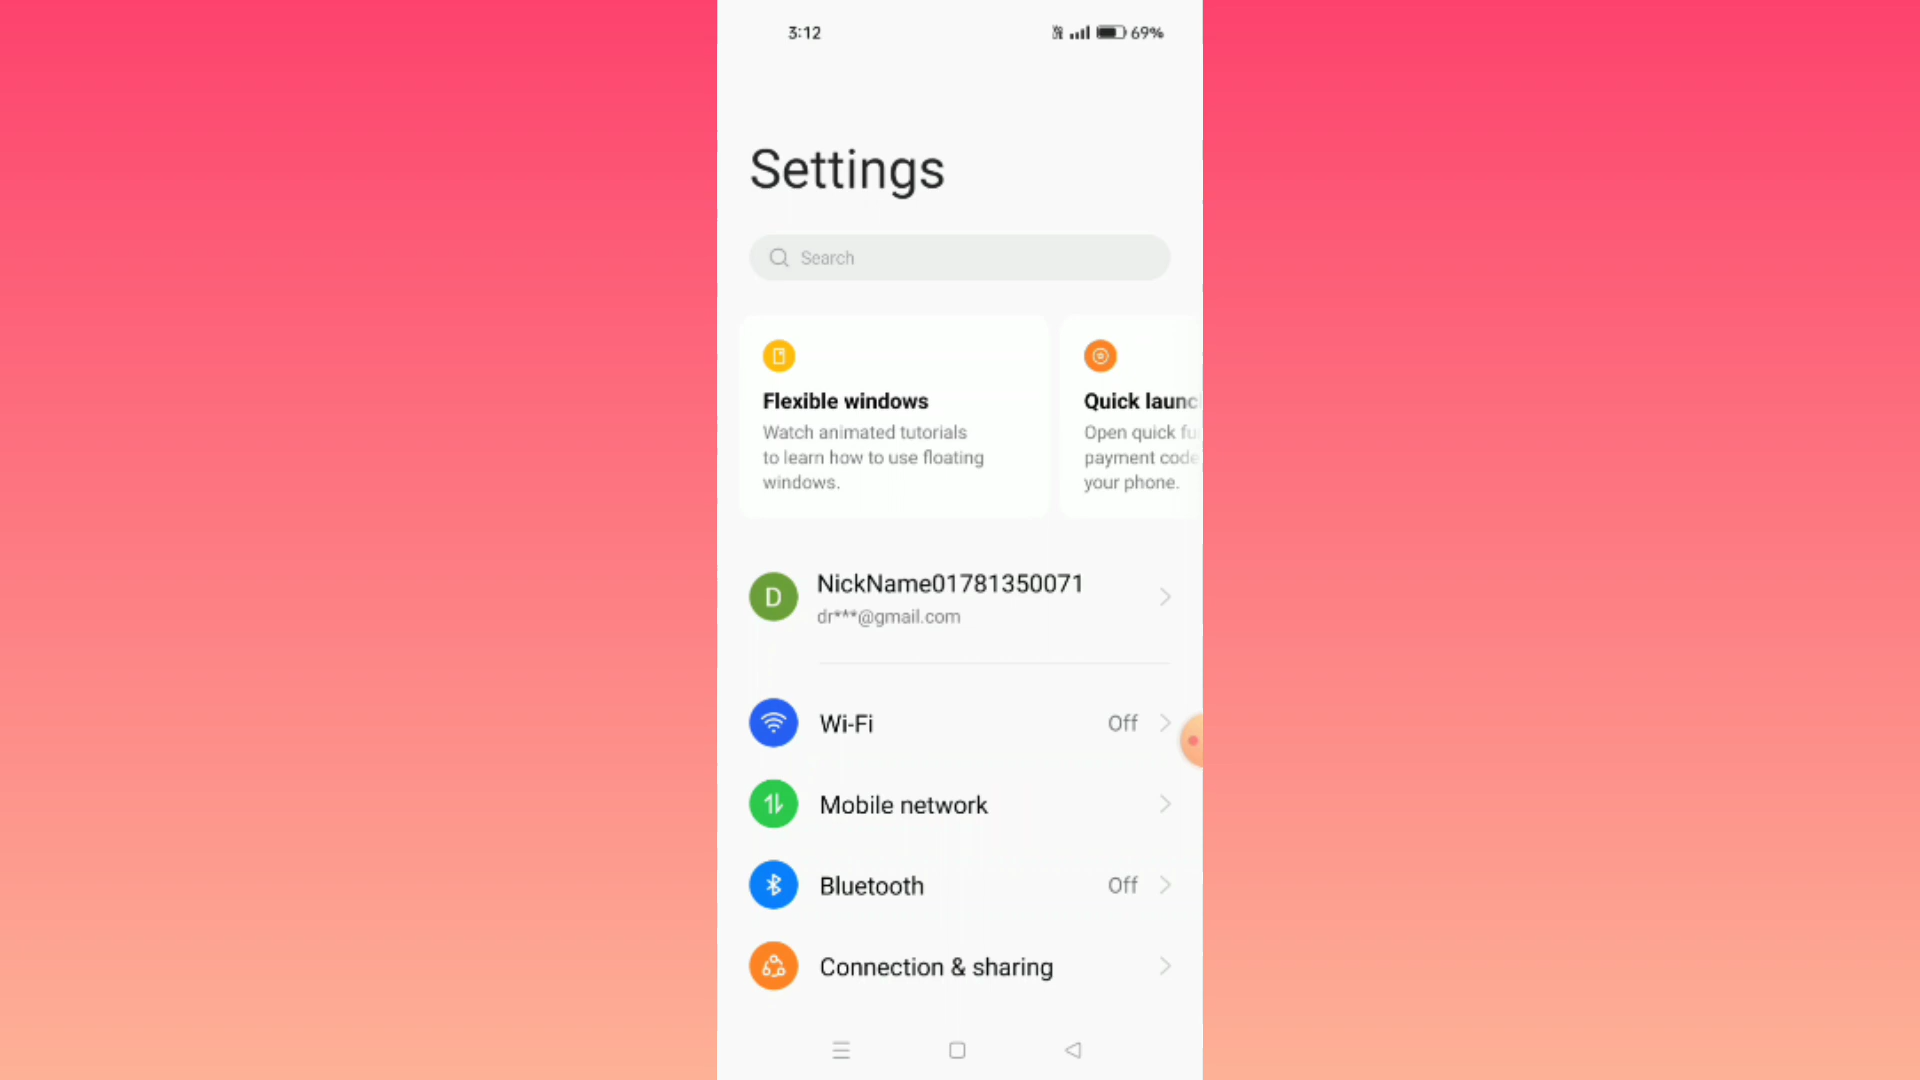 3:12
69%
Settings
Search
Flexible windows
Watch animated tutorials
to learn how to use floating
windows.
Quick launc
Open quick fu
payment code
your phone.
D
NickName01781350071
dr***@gmail.com
Wi-Fi
Off
Mobile network
Bluetooth
Off
Connection & sharing